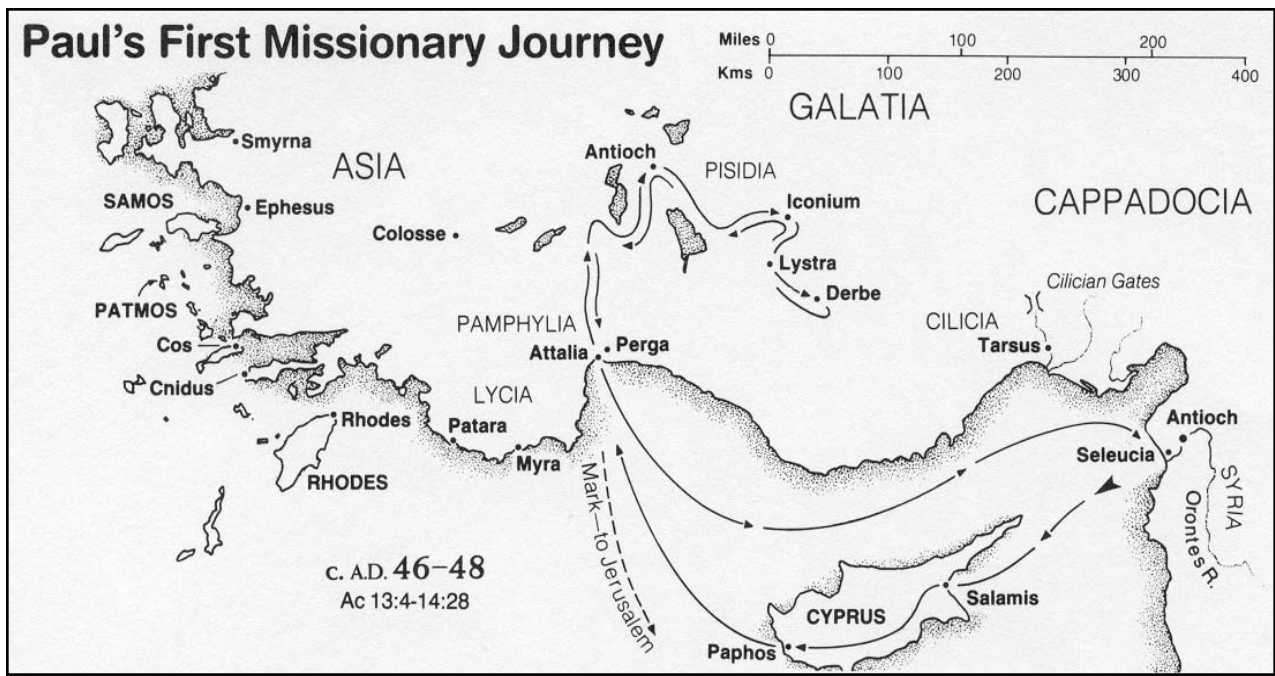 Paul's First Missionary Journey
Miles 0 100 200
Kms 0 100 200 300 400
GALATIA
Smyrna
ASIA
Antioch
PISIDIA
SAMOS
Ephesus
Iconium
CAPPADOCIA
Colosse
Lystra
Derbe
Cilician Gates
PATMOS
PAMPHYLIA
CILICIA
Cos
Perga
Attalia
Tarsus
Cnidus
LYCIA
Rhodes
Patara
Antioch
Myra
Seleucia
RHODES
SYRIA
Orontes R.
Mark—to Jerusalem
c. A.D. 46–48
Ac 13:4-14:28
Salamis
CYPRUS
Paphos